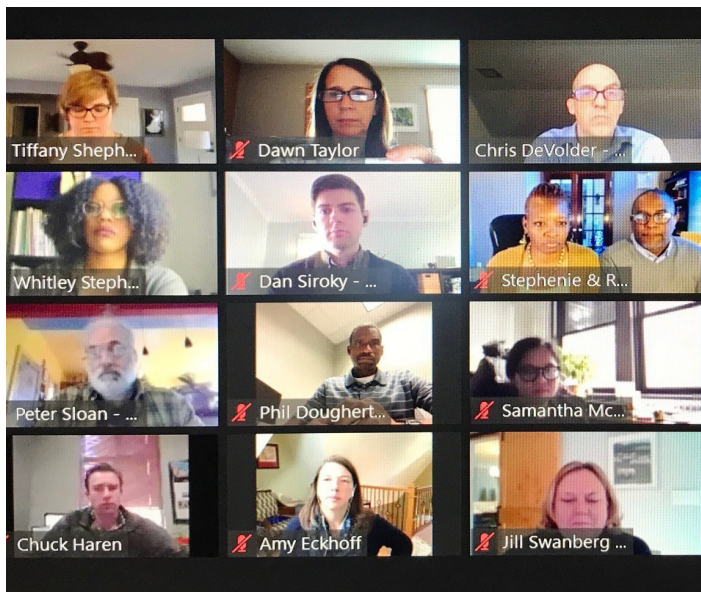 Tiffany Sheph...
Dawn Taylor
Chris DeVolder - ...
Whitley Steph...
Dan Siroky - ...
Stephenie & R...
Peter Sloan - ...
Phil Doughert...
Samantha Mc...
Chuck Haren
Amy Eckhoff
Jill Swanberg ...